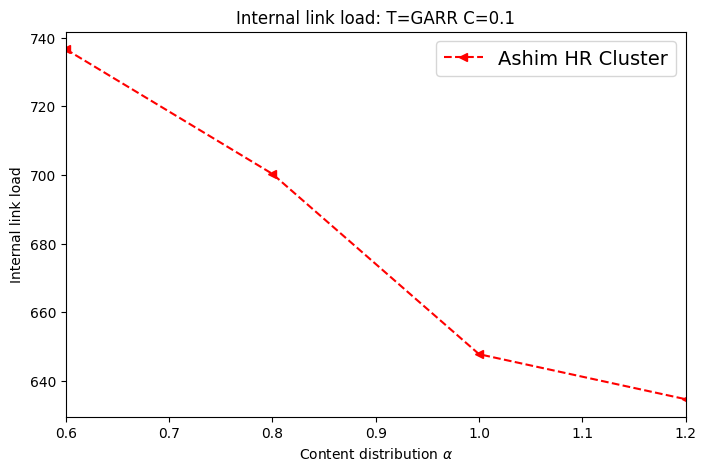 Internal link load: T=GARR C=0.1
Ashim HR Cluster
Internal link load
740
720
700
680
660
640
0.6 0.7 0.8 0.9 1.0 1.1 1.2
Content distribution α